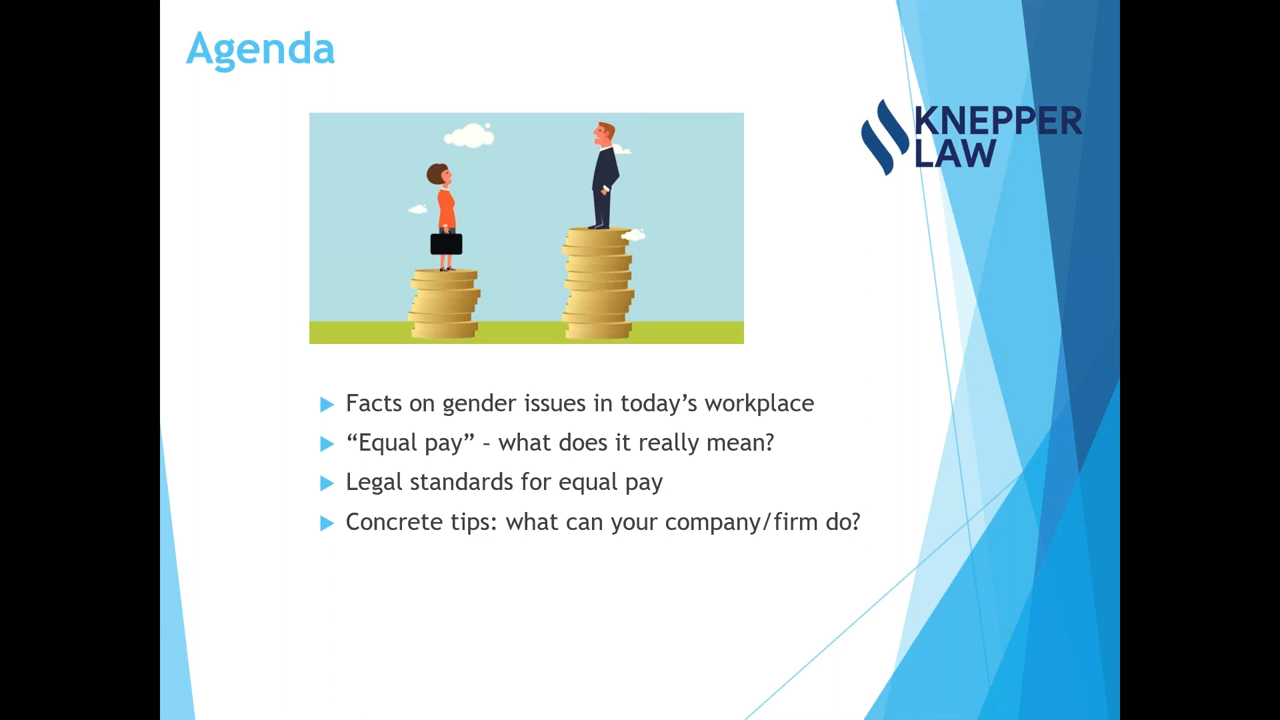 Agenda
KNEPPER
LAW
Facts on gender issues in today’s workplace
“Equal pay” – what does it really mean?
Legal standards for equal pay
Concrete tips: what can your company/firm do?